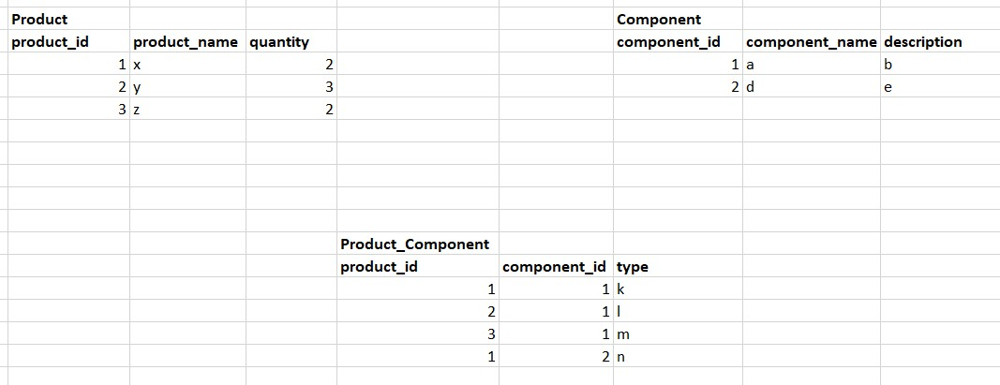 Product Component
product_id product_name quantity component_id component_name description
1 x 2 1 a b
2 y 3 2 d e
3 z 2
Product_Component
product_id component_id type
1 1 k
2 1 l
3 1 m
1 2 n